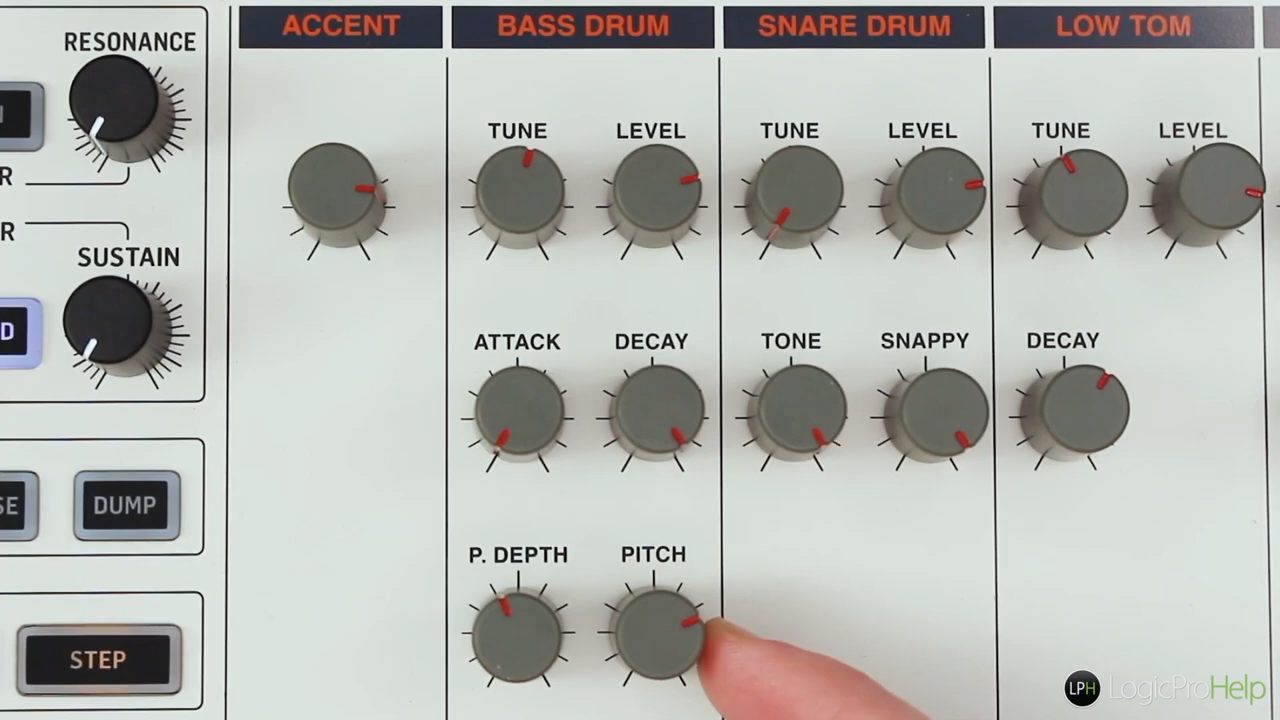 RESONANCE
ACCENT
BASS DRUM
SNARE DRUM
LOW TOM
TUNE LEVEL
TUNE LEVEL
TUNE LEVEL
R
R
SUSTAIN
D
ATTACK DECAY
TONE SNAPPY
DECAY
SE
DUMP
P. DEPTH PITCH
STEP
LPH LogicProHelp